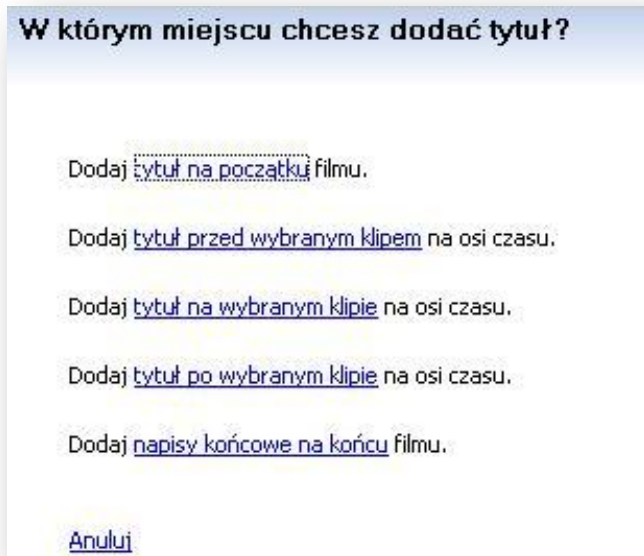 W którym miejscu chcesz dodać tytuł?
Dodaj tytuł na początku filmu.
Dodaj tytuł przed wybranym klipem na osi czasu.
Dodaj tytuł na wybranym klipie na osi czasu.
Dodaj tytuł po wybranym klipie na osi czasu.
Dodaj napisy końcowe na końcu filmu.
Anuluj